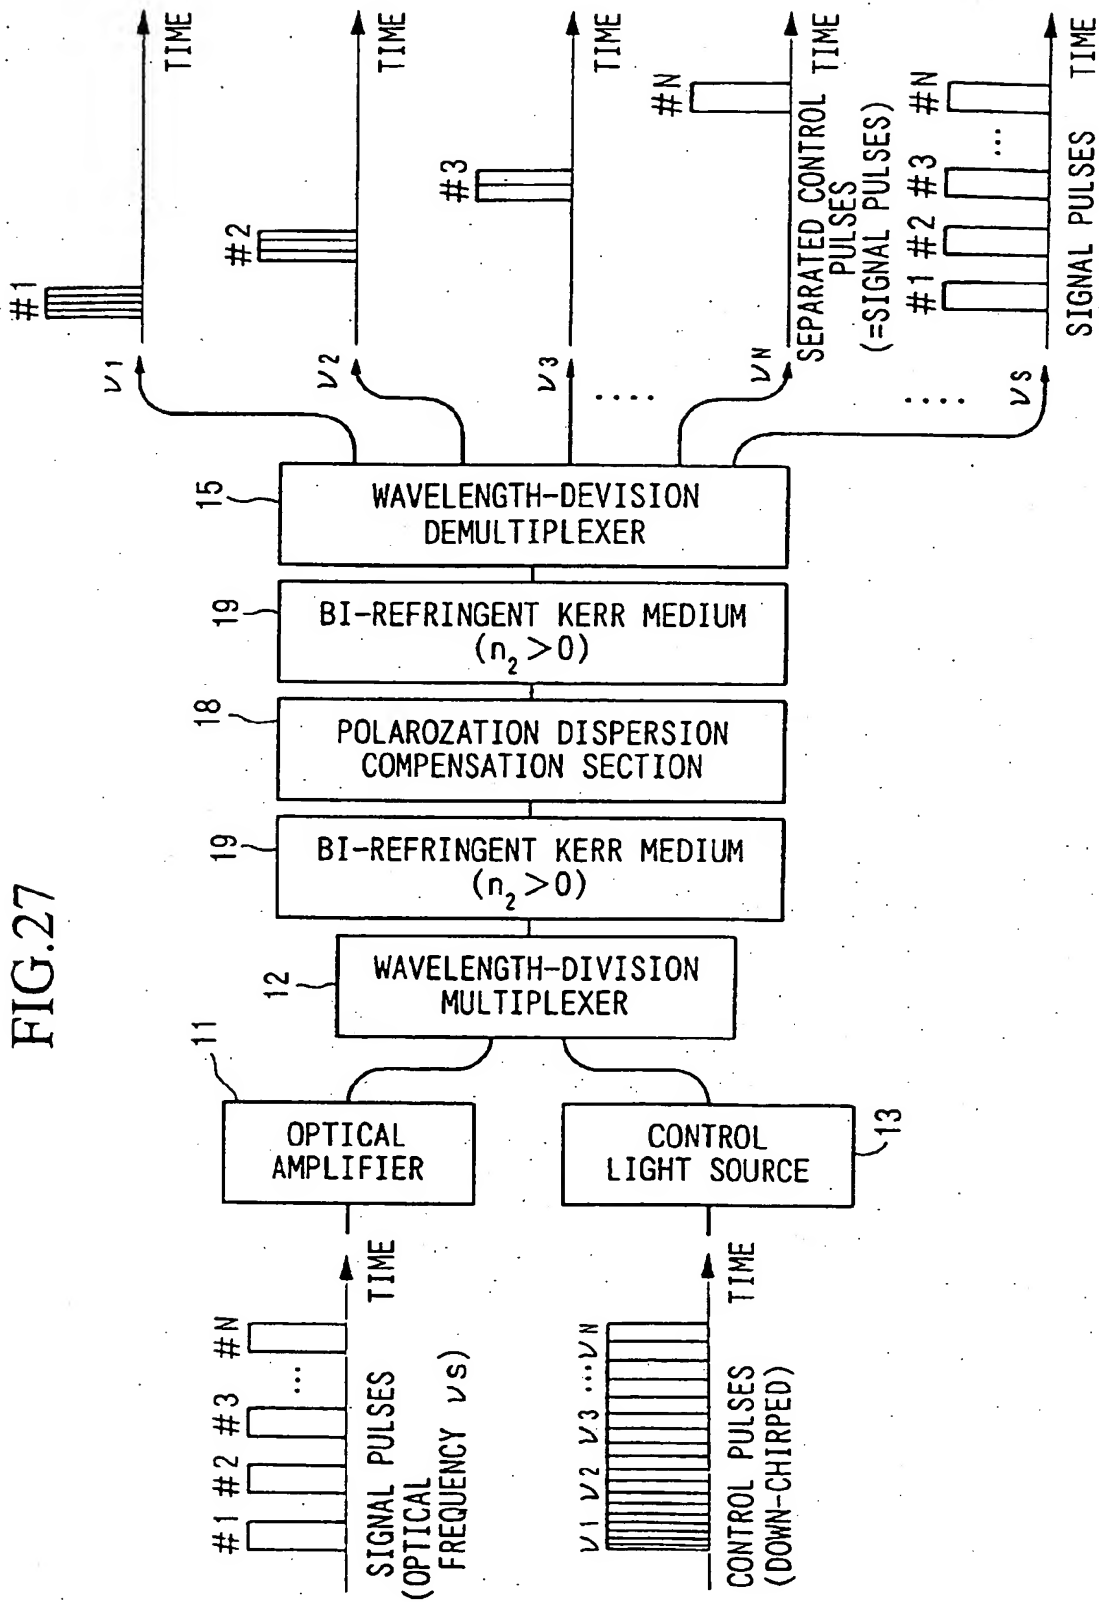 FIG.27
#1
#2
#3
...
#N
TIME
SIGNAL PULSES
(OPTICAL
FREQUENCY νs)
ν1
ν2
ν3
...νN
TIME
CONTROL PULSES
(DOWN-CHIRPED)
11
OPTICAL
AMPLIFIER
CONTROL
LIGHT SOURCE
13
12
WAVELENGTH-DIVISION
MULTIPLEXER
19
BI-REFRINGENT KERR MEDIUM
(n2>0)
18
POLAROZATION DISPERSION
COMPENSATION SECTION
19
BI-REFRINGENT KERR MEDIUM
(n2>0)
15
WAVELENGTH-DEVISION
DEMULTIPLEXER
ν1
#1
TIME
ν2
#2
TIME
ν3
#3
TIME
....
νN
#N
TIME
SEPARATED CONTROL
PULSES
(=SIGNAL PULSES)
....
νS
#1
#2
#3
...
#N
TIME
SIGNAL PULSES